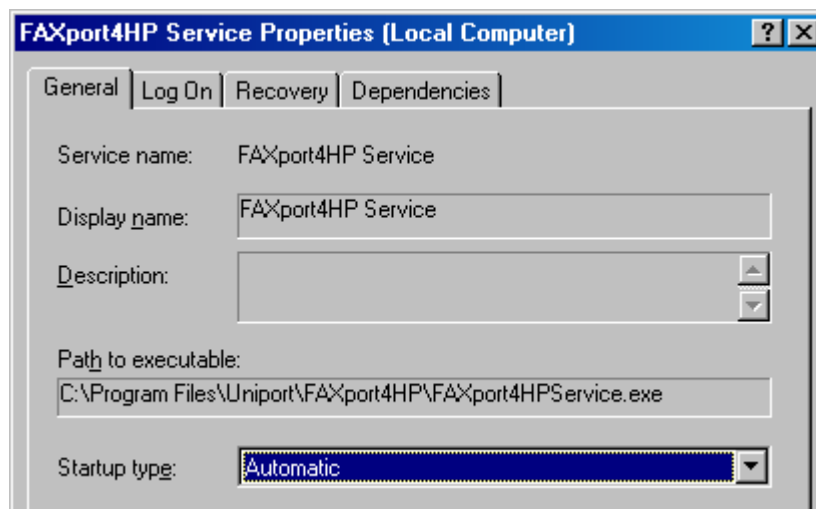 FAXport4HP Service Properties (Local Computer)
General Log On Recovery Dependencies
Service name: FAXport4HP Service
Display name: FAXport4HP Service
Description:
Path to executable:
C:\Program Files\Uniport\FAXport4HP\FAXport4HPService.exe
Startup type: Automatic